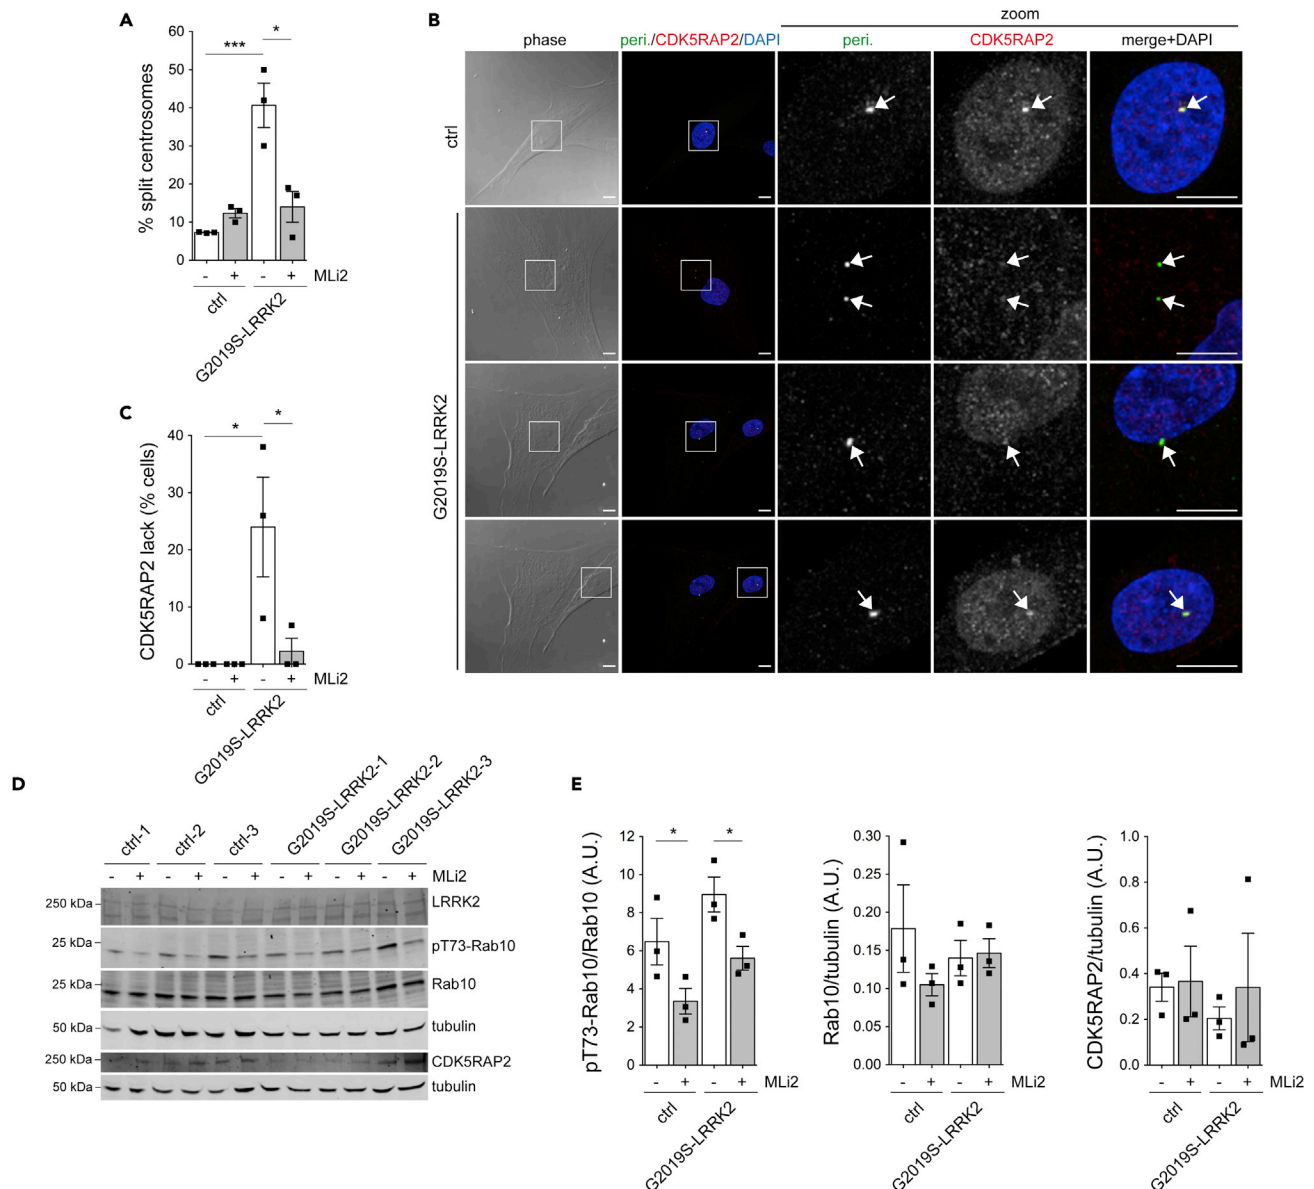 A
% split centrosomes
60
50
40
30
20
10
0
***
*
- + - + MLi2
ctrl
G2019S-LRRK2
B
zoom
phase peri./CDK5RAP2/DAPI peri. CDK5RAP2 merge+DAPI
ctrl
G2019S-LRRK2
C
CDK5RAP2 lack (% cells)
40
30
20
10
0
*
*
- + - + MLi2
ctrl
G2019S-LRRK2
D
ctrl-1 ctrl-2 ctrl-3 G2019S-LRRK2-1 G2019S-LRRK2-2 G2019S-LRRK2-3
- + - + - + - + - + - + MLi2
250 kDa LRRK2
25 kDa pT73-Rab10
25 kDa Rab10
50 kDa tubulin
250 kDa CDK5RAP2
50 kDa tubulin
E
pT73-Rab10/Rab10 (A.U.)
12
10
8
6
4
2
0
*
*
- + - + MLi2
ctrl
G2019S-LRRK2
Rab10/tubulin (A.U.)
0.30
0.25
0.20
0.15
0.10
0.05
0.00
- + - + MLi2
ctrl
G2019S-LRRK2
CDK5RAP2/tubulin (A.U.)
1.0
0.8
0.6
0.4
0.2
0.0
- + - + MLi2
ctrl
G2019S-LRRK2